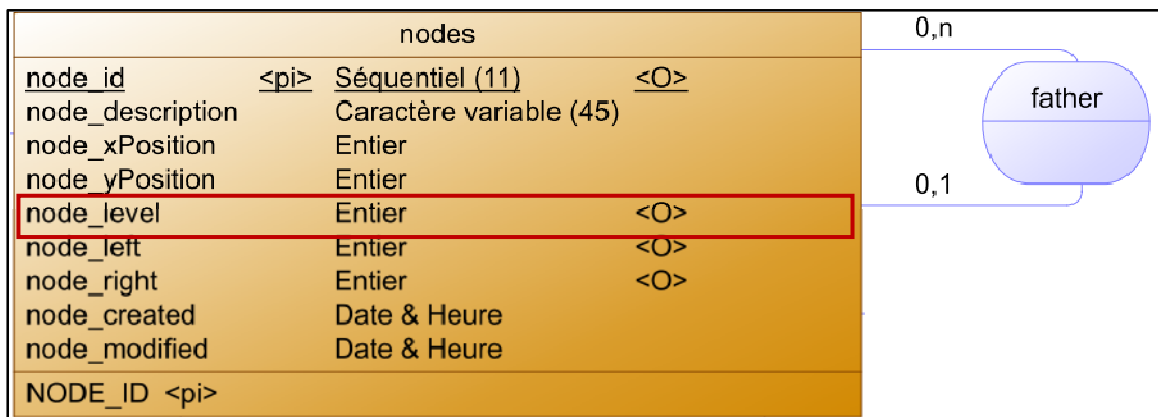 nodes
node_id <pi> Séquentiel (11) <O>
node_description Caractère variable (45)
node_xPosition Entier
node_yPosition Entier
node_level Entier <O>
node_left Entier <O>
node_right Entier <O>
node_created Date & Heure
node_modified Date & Heure
NODE_ID <pi>
0,n
father
0,1